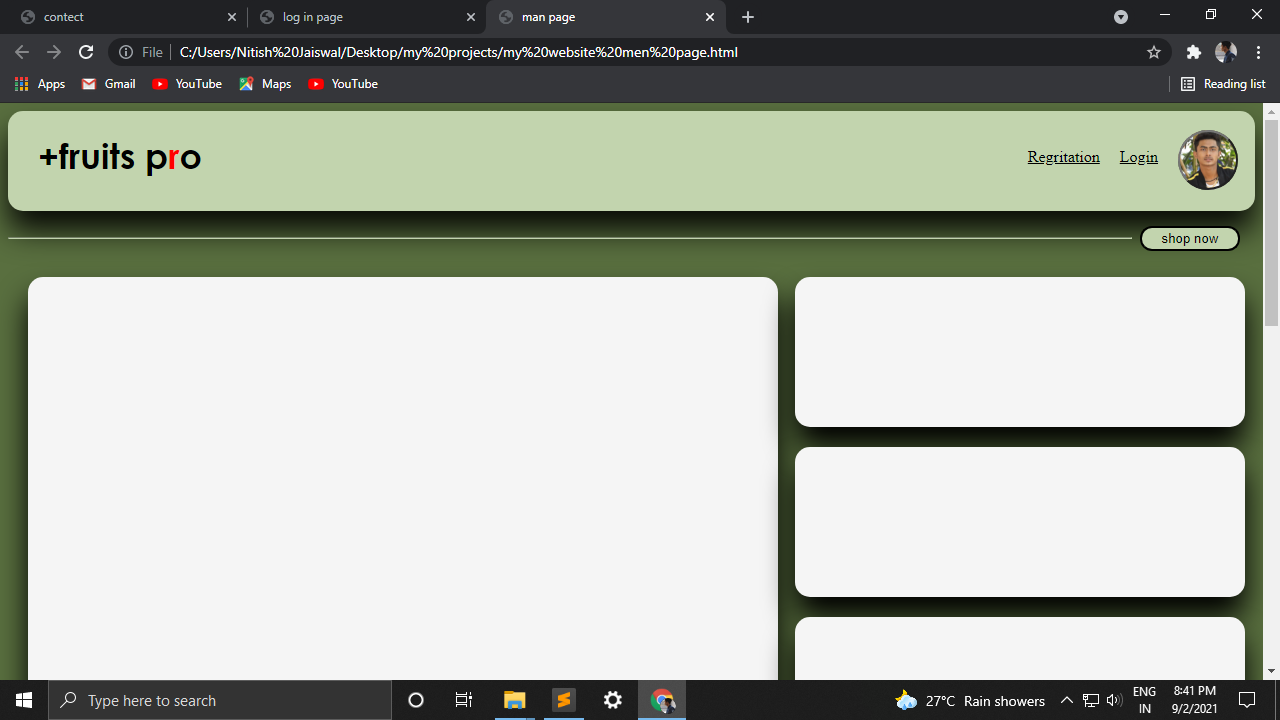 contect
log in page
man page
File
C:/Users/Nitish%20Jaiswal/Desktop/my%20projects/my%20website%20men%20page.html
Apps
Gmail
YouTube
Maps
YouTube
Reading list
+fruits pro
Regritation
Login
shop now
Type here to search
27°C Rain showers
ENG
IN
8:41 PM
9/2/2021